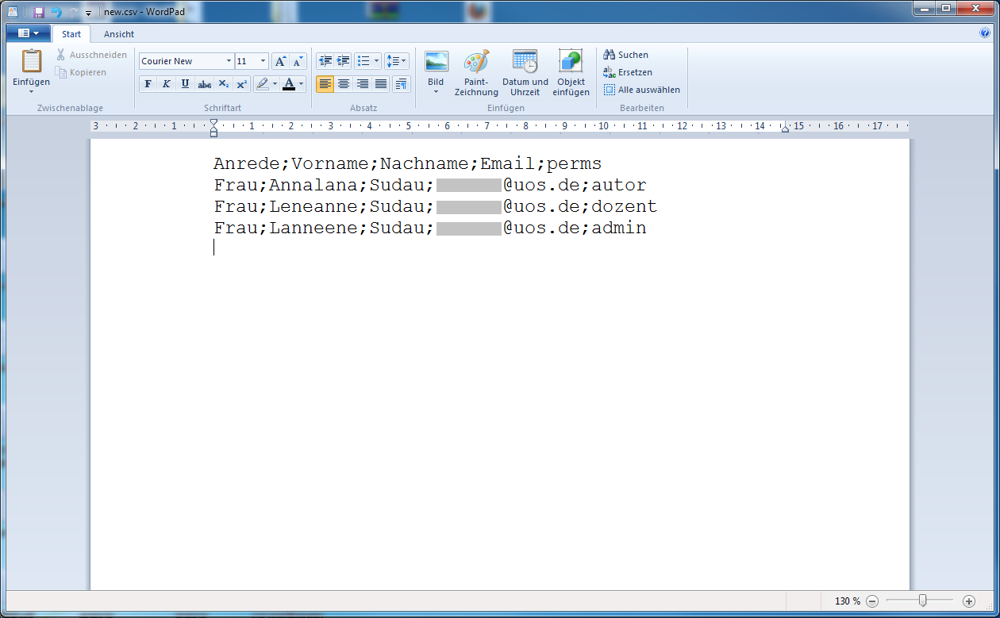 new.csv - WordPad
Start Ansicht
Einfügen
Ausschneiden
Kopieren
Zwischenablage
Courier New 11
F K U abc X₂ X²
Schriftart
Absatz
Bild
Paint-
Zeichnung
Datum und
Uhrzeit
Objekt
einfügen
Einfügen
Suchen
Ersetzen
Alle auswählen
Bearbeiten
3 2 1 1 2 3 4 5 6 7 8 9 10 11 12 13 14 15 16 17
Anrede;Vorname;Nachname;Email;perms
Frau;Annalana;Sudau; @uos.de;autor
Frau;Leneanne;Sudau; @uos.de;dozent
Frau;Lanneene;Sudau; @uos.de;admin
130 %